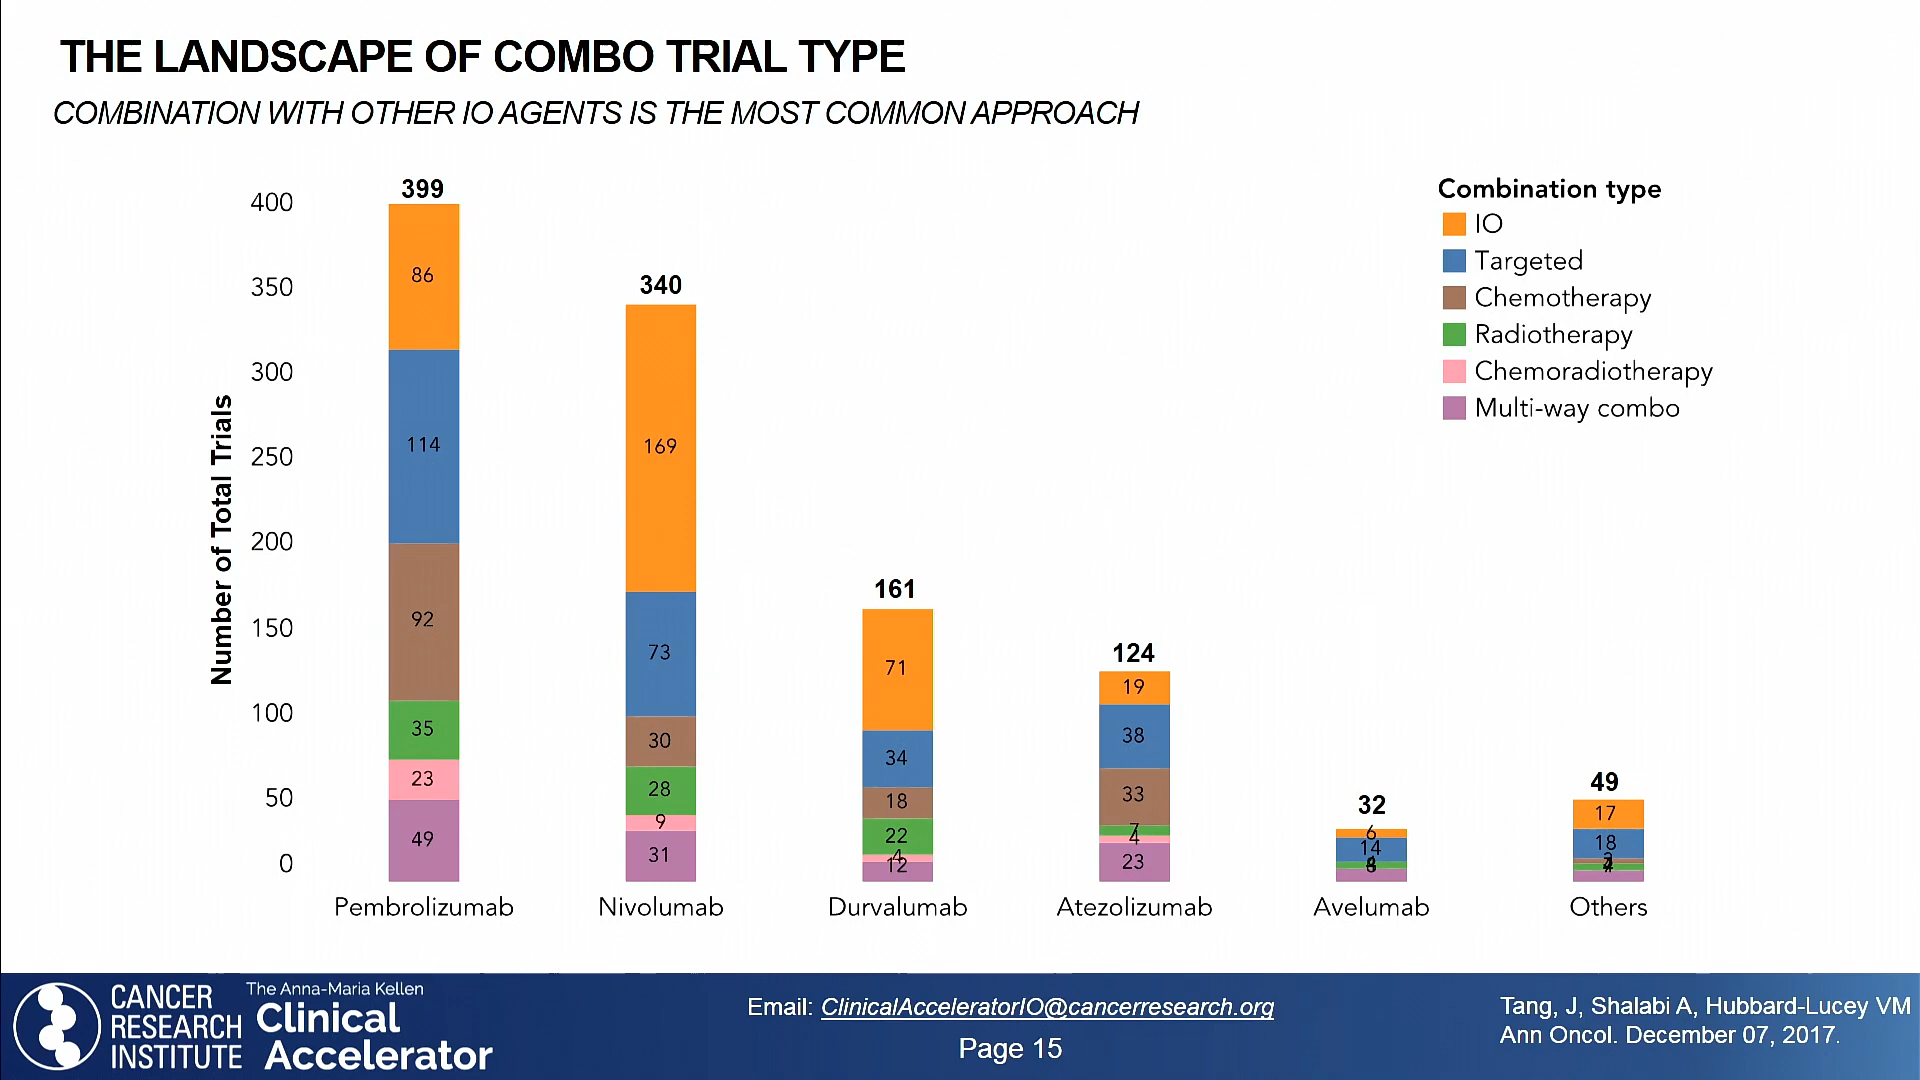 THE LANDSCAPE OF COMBO TRIAL TYPE
COMBINATION WITH OTHER IO AGENTS IS THE MOST COMMON APPROACH
Number of Total Trials
400
350
300
250
200
150
100
50
0
399
86
114
92
35
23
49
Pembrolizumab
340
169
73
30
28
9
31
Nivolumab
161
71
34
18
22
4
12
Durvalumab
124
19
38
33
7
4
23
Atezolizumab
32
6
14
Avelumab
49
17
18
Others
Combination type
IO
Targeted
Chemotherapy
Radiotherapy
Chemoradiotherapy
Multi-way combo
CANCER
RESEARCH
INSTITUTE
The Anna-Maria Kellen
Clinical
Accelerator
Email: ClinicalAcceleratorIO@cancerresearch.org
Page 15
Tang, J, Shalabi A, Hubbard-Lucey VM
Ann Oncol. December 07, 2017.